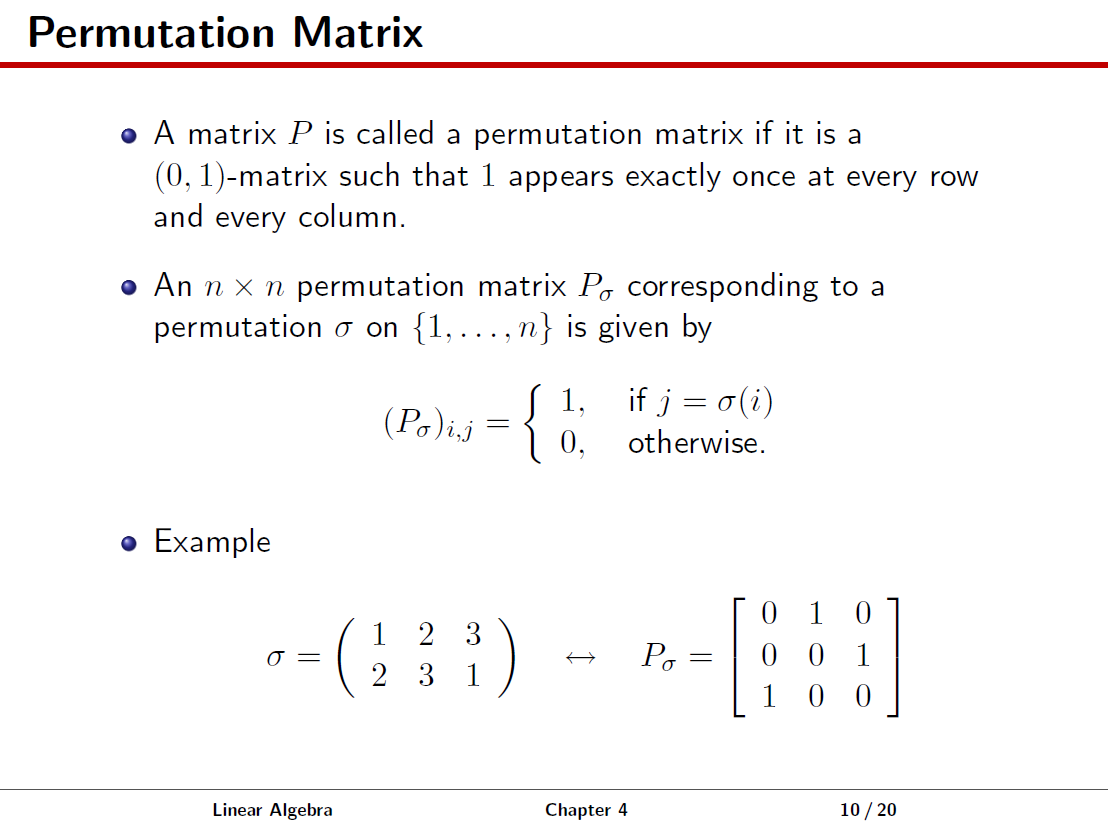 Permutation Matrix
A matrix P is called a permutation matrix if it is a
(0, 1)-matrix such that 1 appears exactly once at every row
and every column.
An n × n permutation matrix P_σ corresponding to a
permutation σ on {1, . . . , n} is given by
(P_σ)_{i,j} = { 1, if j = σ(i)
0, otherwise.
Example
σ = ( 1 2 3
2 3 1 ) ↔ P_σ = [ 0 1 0
0 0 1
1 0 0 ]
Linear Algebra Chapter 4 10 / 20